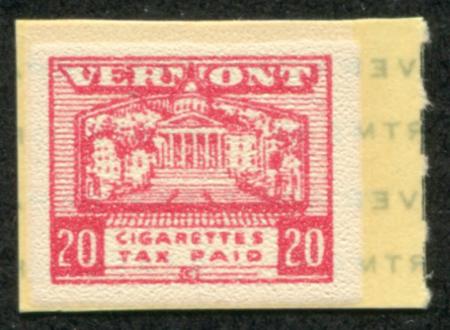 VERMONT
20 CIGARETTES 20
TAX PAID